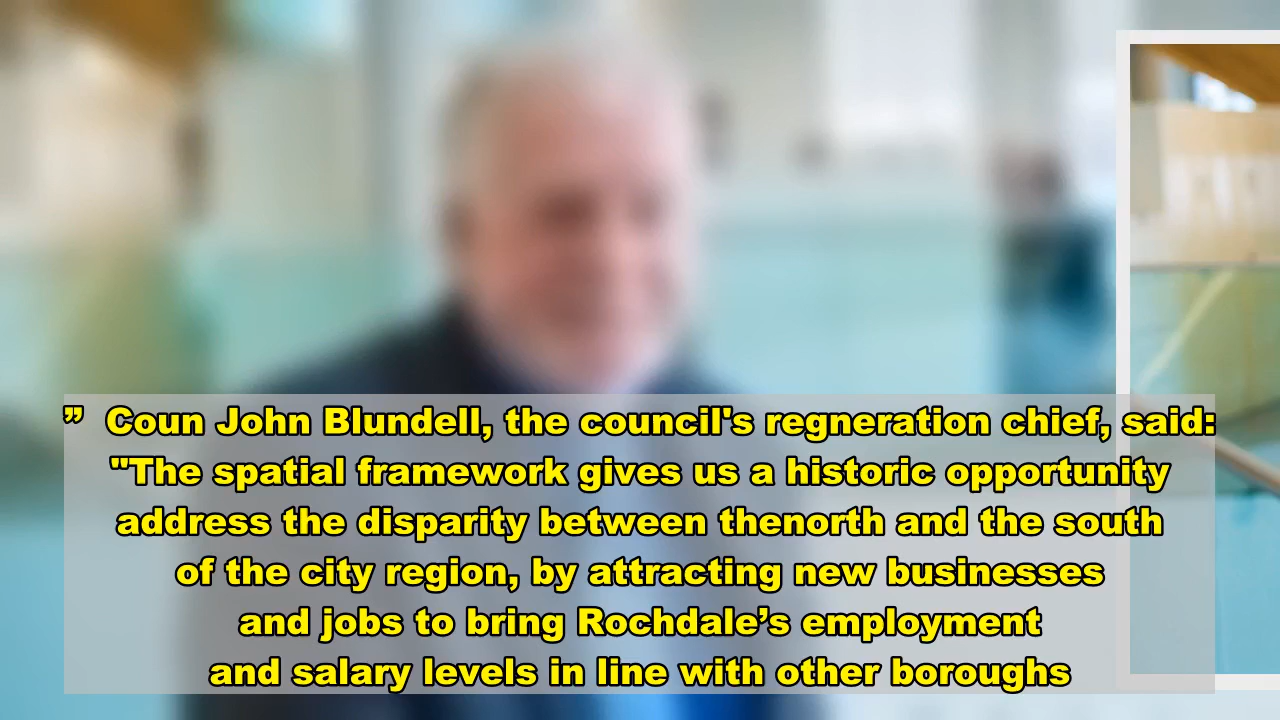 ” Coun John Blundell, the council's regneration chief, said:
"The spatial framework gives us a historic opportunity
address the disparity between thenorth and the south
of the city region, by attracting new businesses
and jobs to bring Rochdale’s employment
and salary levels in line with other boroughs